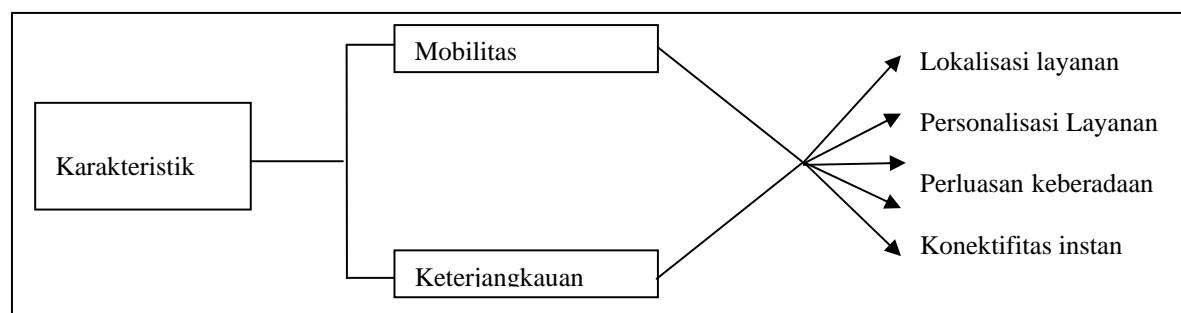 Karakteristik
Mobilitas
Keterjangkauan
Lokalisasi layanan
Personalisasi Layanan
Perluasan keberadaan
Konektifitas instan